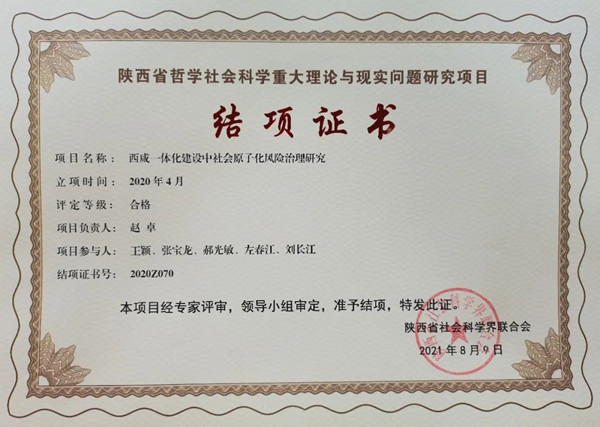 陕西省哲学社会科学重大理论与现实问题研究项目
结项证书
项目名称：西咸一体化建设中社会原子化风险治理研究
立项时间：2020年4月
评定等级：合格
项目负责人：赵 卓
项目参与人：王颖、张宝龙、郝光敏、左春江、刘长江
结项证书号：2020Z070
本项目经专家评审，领导小组审定，准予结项，特发此证。
陕西省社会科学界联合会
2021年8月9日